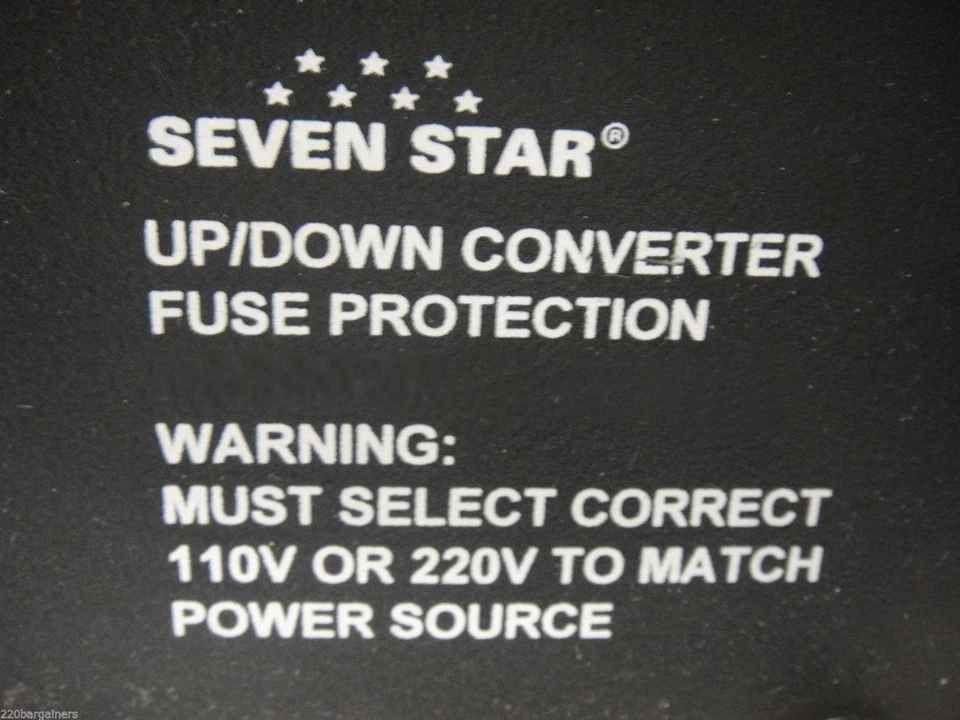 SEVEN STAR®
UP/DOWN CONVERTER
FUSE PROTECTION
WARNING:
MUST SELECT CORRECT
110V OR 220V TO MATCH
POWER SOURCE
220bargainers